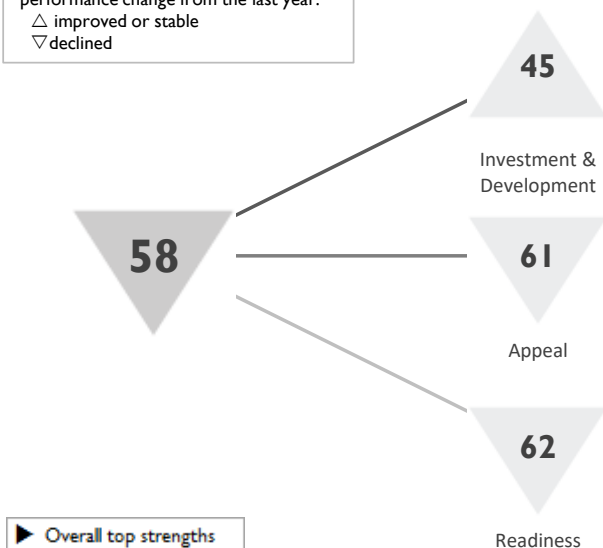 performance change from the last year:
△ improved or stable
▽ declined
45
Investment &
Development
58
61
Appeal
62
Readiness
▶ Overall top strengths